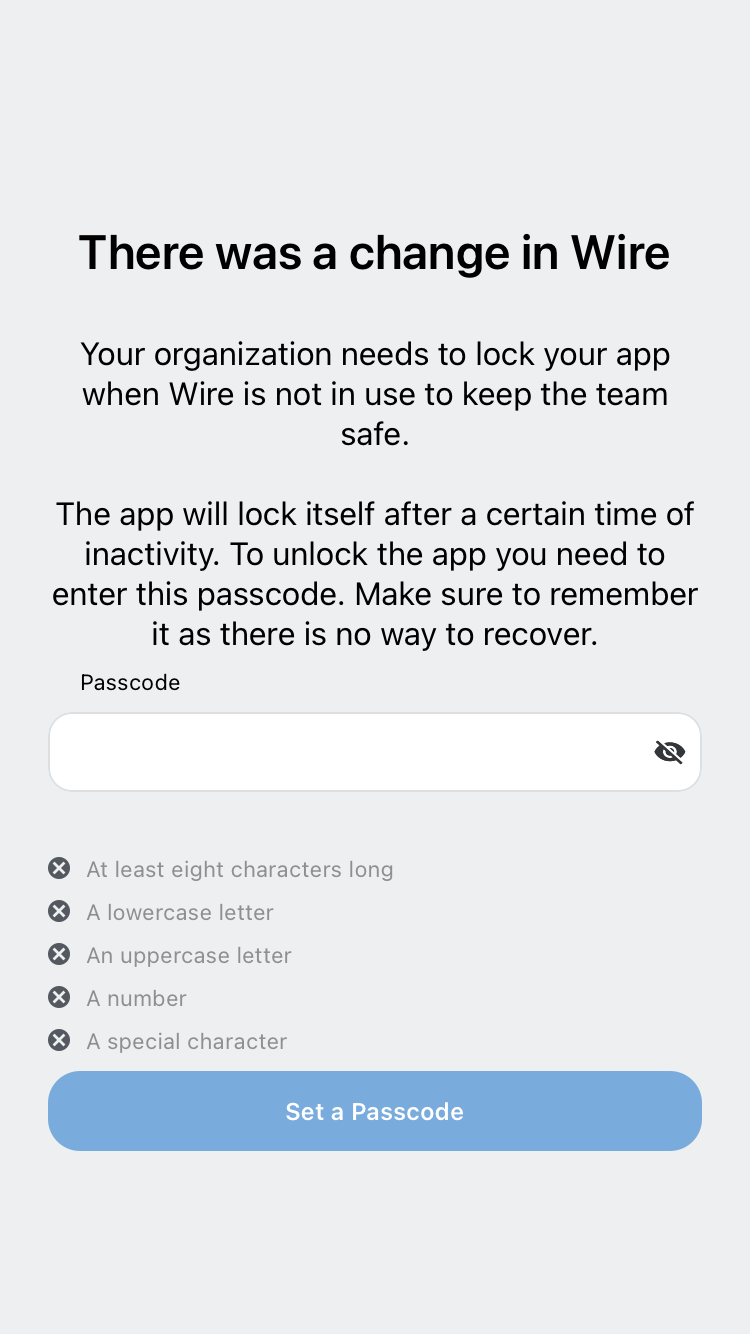 There was a change in Wire
Your organization needs to lock your app
when Wire is not in use to keep the team
safe.
The app will lock itself after a certain time of
inactivity. To unlock the app you need to
enter this passcode. Make sure to remember
it as there is no way to recover.
Passcode
At least eight characters long
A lowercase letter
An uppercase letter
A number
A special character
Set a Passcode